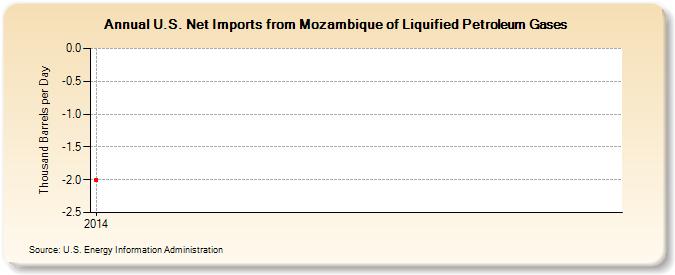 Annual U.S. Net Imports from Mozambique of Liquified Petroleum Gases
Thousand Barrels per Day
0.0
-0.5
-1.0
-1.5
-2.0
-2.5
2014
Source: U.S. Energy Information Administration